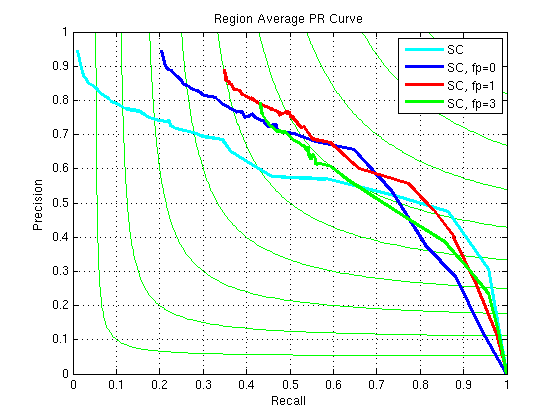 Region Average PR Curve
SC
SC, fp=0
SC, fp=1
SC, fp=3
Precision
1
0.9
0.8
0.7
0.6
0.5
0.4
0.3
0.2
0.1
0
0 0.1 0.2 0.3 0.4 0.5 0.6 0.7 0.8 0.9 1
Recall